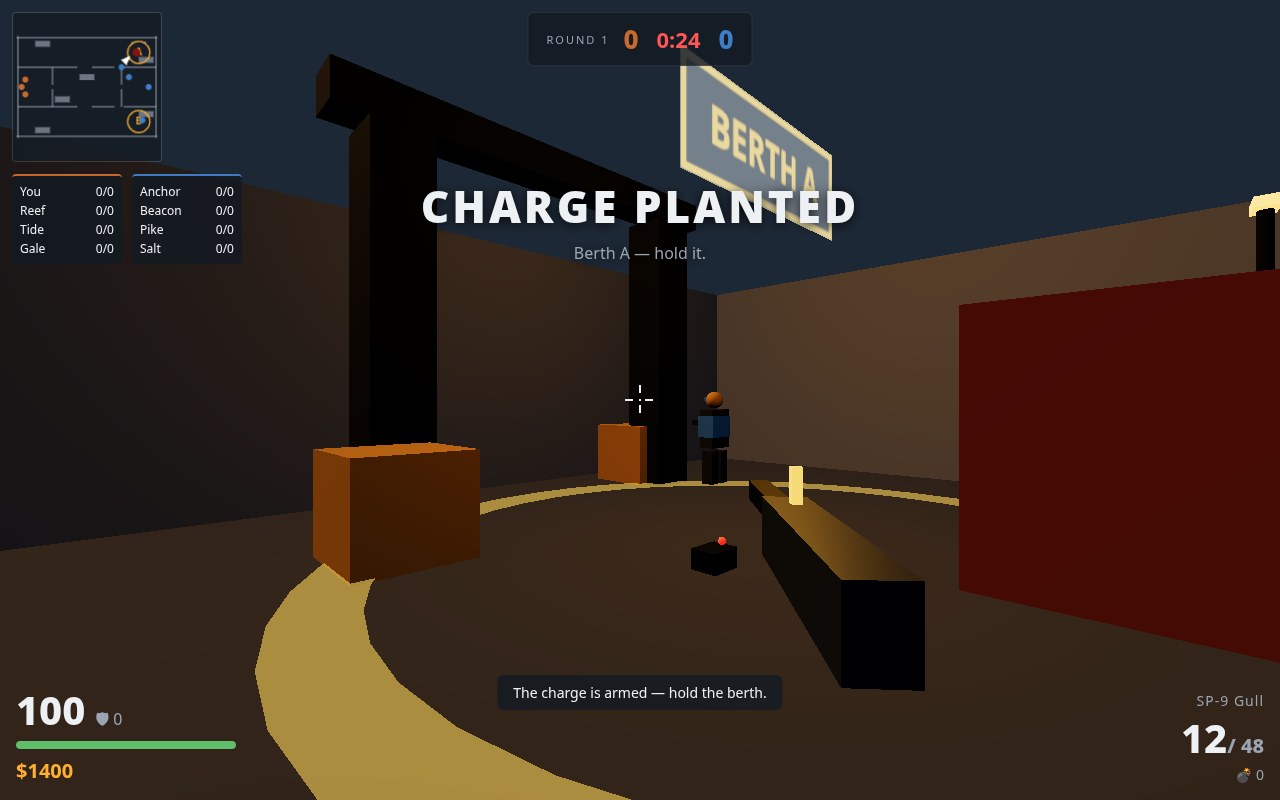 ROUND 1 0 0:24 0
BERTH A
CHARGE PLANTED
Berth A — hold it.
A
B
You 0/0
Reef 0/0
Tide 0/0
Gale 0/0
Anchor 0/0
Beacon 0/0
Pike 0/0
Salt 0/0
The charge is armed — hold the berth.
100 0
$1400
SP-9 Gull
12 / 48
0